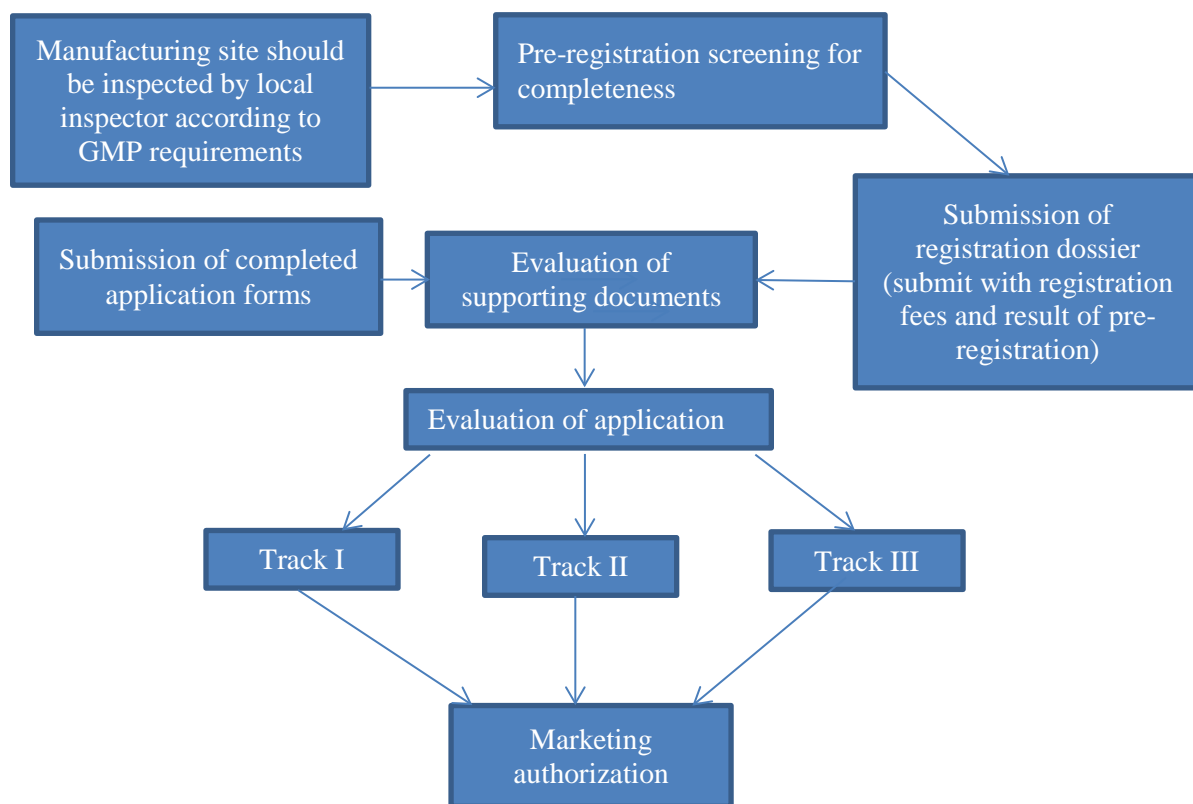 Manufacturing site should
be inspected by local
inspector according to
GMP requirements
Pre-registration screening for
completeness
Submission of
registration dossier
(submit with registration
fees and result of pre-
registration)
Submission of completed
application forms
Evaluation of
supporting documents
Evaluation of application
Track I
Track II
Track III
Marketing
authorization